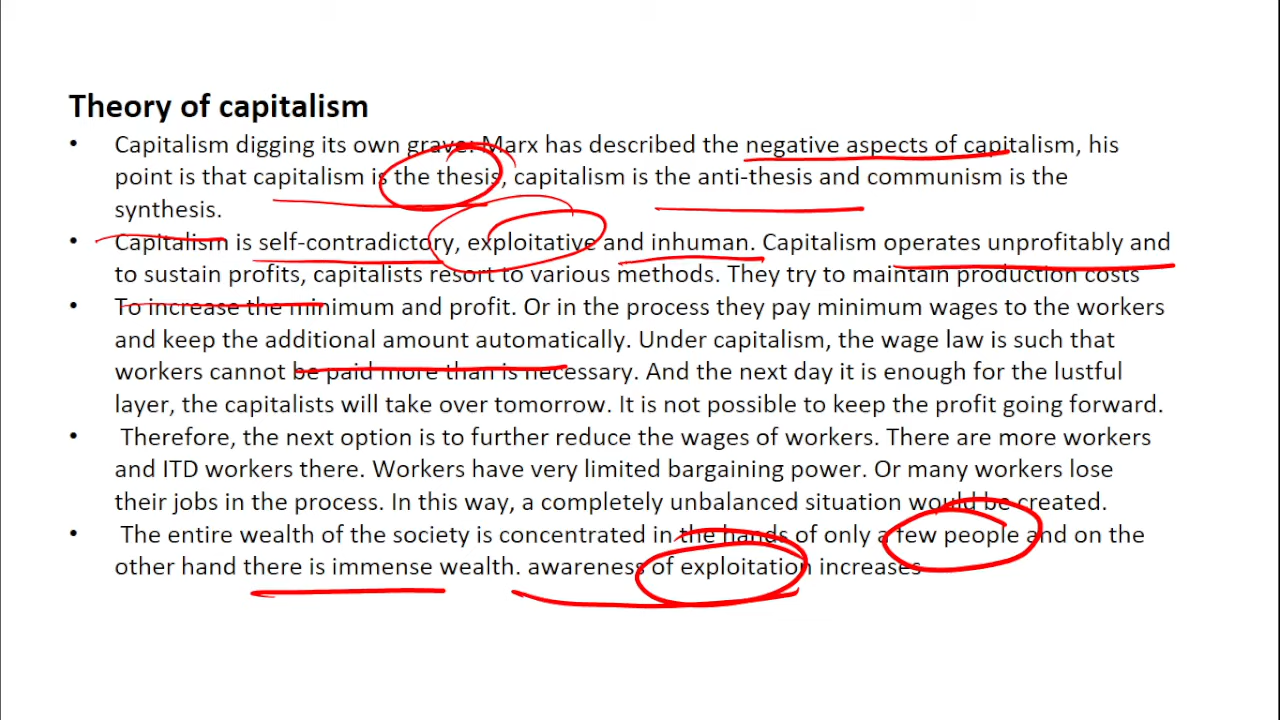 Theory of capitalism
• Capitalism digging its own grave: Marx has described the negative aspects of capitalism, his
point is that capitalism is the thesis, capitalism is the anti-thesis and communism is the
synthesis.
• Capitalism is self-contradictory, exploitative and inhuman. Capitalism operates unprofitably and
to sustain profits, capitalists resort to various methods. They try to maintain production costs
• To increase the minimum and profit. Or in the process they pay minimum wages to the workers
and keep the additional amount automatically. Under capitalism, the wage law is such that
workers cannot be paid more than is necessary. And the next day it is enough for the lustful
layer, the capitalists will take over tomorrow. It is not possible to keep the profit going forward.
• Therefore, the next option is to further reduce the wages of workers. There are more workers
and ITD workers there. Workers have very limited bargaining power. Or many workers lose
their jobs in the process. In this way, a completely unbalanced situation would be created.
• The entire wealth of the society is concentrated in the hands of only a few people and on the
other hand there is immense wealth. awareness of exploitation increases